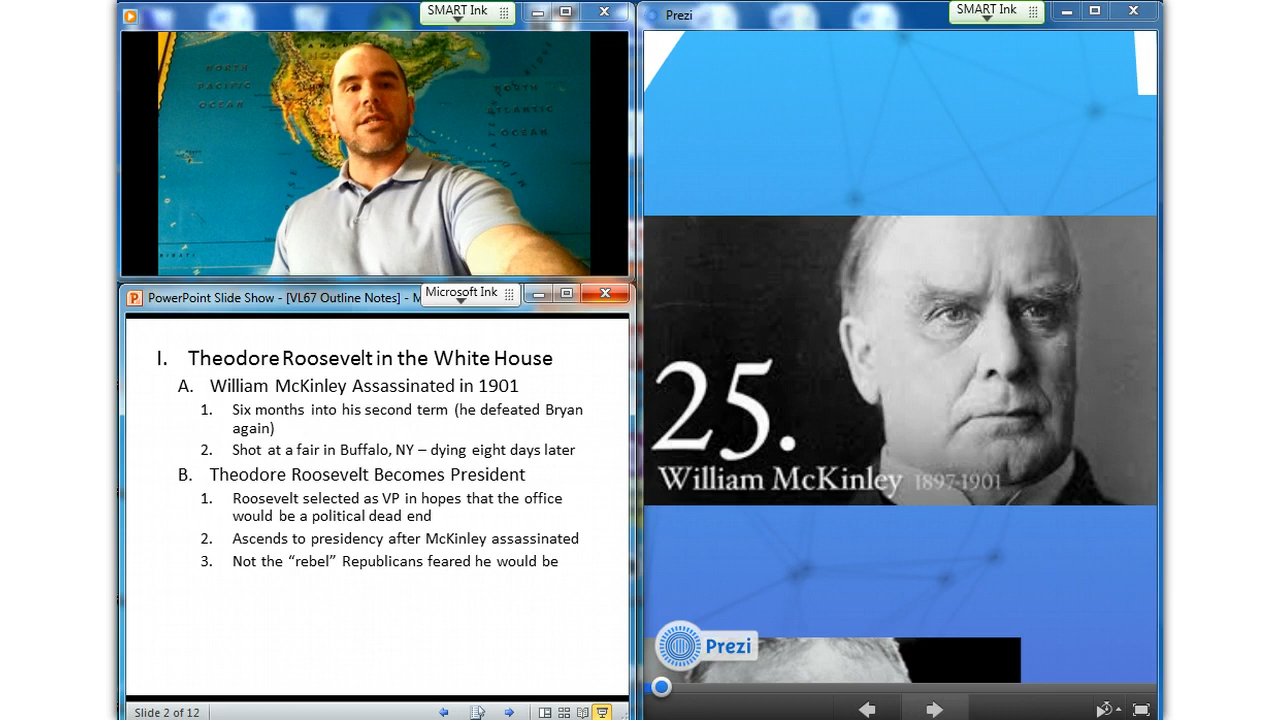 SMART Ink
NORTH
PACIFIC
OCEAN
NORTH
ATLANTIC
OCEAN
PowerPoint Slide Show - [VL67 Outline Notes] - M
Microsoft Ink
I. Theodore Roosevelt in the White House
A. William McKinley Assassinated in 1901
1. Six months into his second term (he defeated Bryan
again)
2. Shot at a fair in Buffalo, NY – dying eight days later
B. Theodore Roosevelt Becomes President
1. Roosevelt selected as VP in hopes that the office
would be a political dead end
2. Ascends to presidency after McKinley assassinated
3. Not the “rebel” Republicans feared he would be
Slide 2 of 12
Prezi
SMART Ink
25.
William McKinley 1897-1901
Prezi